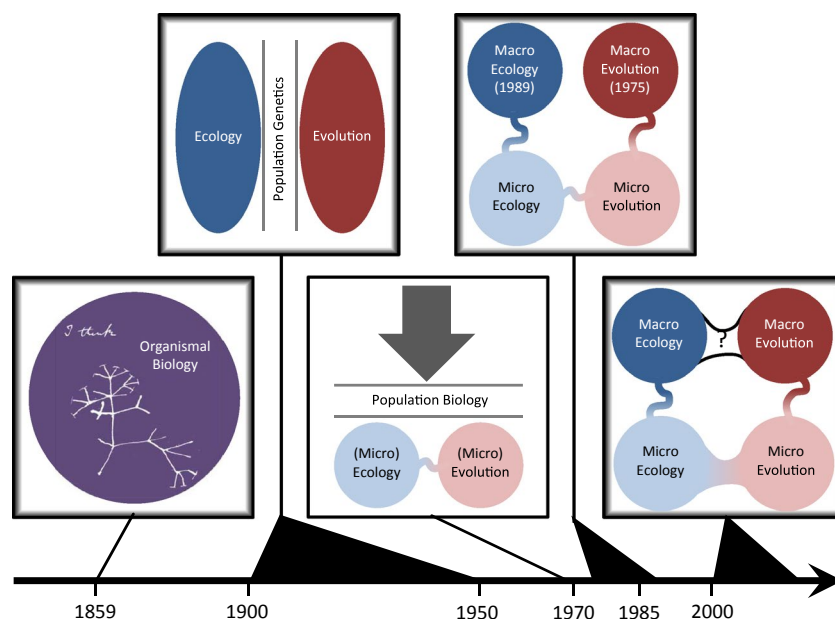 Ecology
Population Genetics
Evolution
Macro
Ecology
(1989)
Macro
Evolution
(1975)
Micro
Ecology
Micro
Evolution
I think
Organismal
Biology
Population Biology
(Micro)
Ecology
(Micro)
Evolution
Macro
Ecology
?
Macro
Evolution
Micro
Ecology
Micro
Evolution
1859
1900
1950
1970
1985
2000